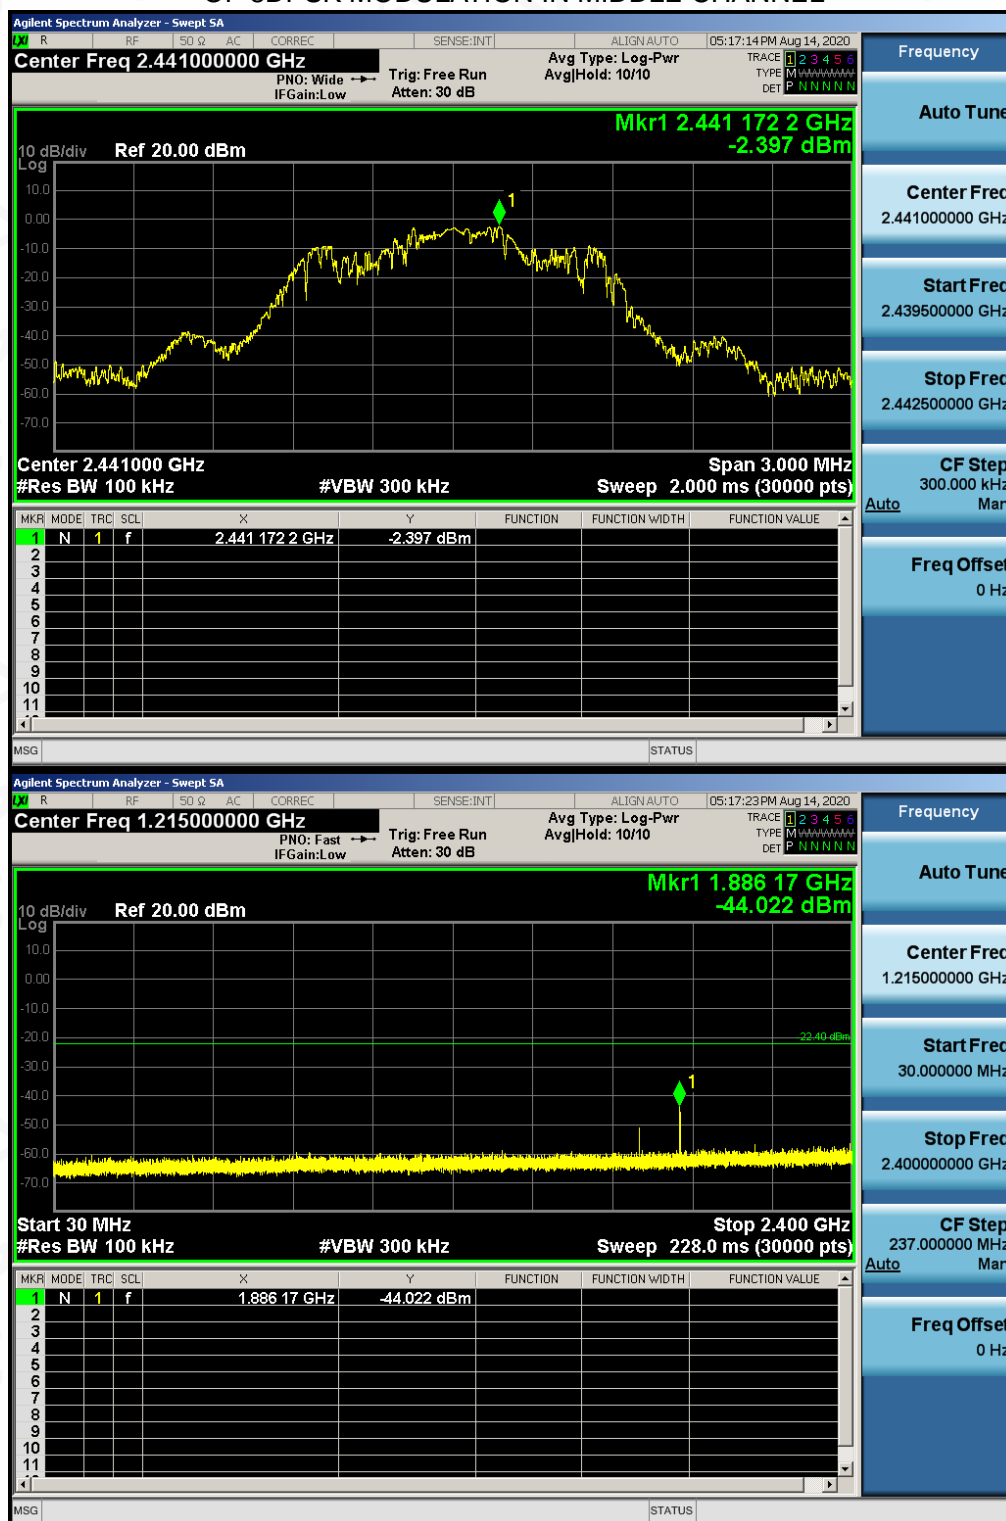 OF 8DPSK MODULATION IN MIDDLE CHANNEL
Agilent Spectrum Analyzer - Swept SA
LXI R RF 50 Ω AC CORREC SENSE:INT ALIGN AUTO 05:17:14 PM Aug 14, 2020
Center Freq 2.441000000 GHz
PNO: Wide
IFGain:Low
Trig: Free Run
Atten: 30 dB
Avg Type: Log-Pwr
Avg|Hold: 10/10
TRACE 1 2 3 4 5 6
TYPE M WWWWW
DET P N N N N N
Mkr1 2.441 172 2 GHz
-2.397 dBm
10 dB/div Ref 20.00 dBm
Log
10.0
0.00
-10.0
-20.0
-30.0
-40.0
-50.0
-60.0
-70.0
1
Center 2.441000 GHz Span 3.000 MHz
#Res BW 100 kHz #VBW 300 kHz Sweep 2.000 ms (30000 pts)
MKR MODE TRC SCL X Y FUNCTION FUNCTION WIDTH FUNCTION VALUE
1 N 1 f 2.441 172 2 GHz -2.397 dBm
2
3
4
5
6
7
8
9
10
11
MSG STATUS
Frequency
Auto Tune
Center Freq
2.441000000 GHz
Start Freq
2.439500000 GHz
Stop Freq
2.442500000 GHz
CF Step
300.000 kHz
Auto Man
Freq Offset
0 Hz
Agilent Spectrum Analyzer - Swept SA
LXI R RF 50 Ω AC CORREC SENSE:INT ALIGN AUTO 05:17:23 PM Aug 14, 2020
Center Freq 1.215000000 GHz
PNO: Fast
IFGain:Low
Trig: Free Run
Atten: 30 dB
Avg Type: Log-Pwr
Avg|Hold: 10/10
TRACE 1 2 3 4 5 6
TYPE M WWWWW
DET P N N N N N
Mkr1 1.886 17 GHz
-44.022 dBm
10 dB/div Ref 20.00 dBm
Log
10.0
0.00
-10.0
-20.0
-30.0
-40.0
-50.0
-60.0
-70.0
-22.40 dBm
1
Start 30 MHz Stop 2.400 GHz
#Res BW 100 kHz #VBW 300 kHz Sweep 228.0 ms (30000 pts)
MKR MODE TRC SCL X Y FUNCTION FUNCTION WIDTH FUNCTION VALUE
1 N 1 f 1.886 17 GHz -44.022 dBm
2
3
4
5
6
7
8
9
10
11
MSG STATUS
Frequency
Auto Tune
Center Freq
1.215000000 GHz
Start Freq
30.000000 MHz
Stop Freq
2.400000000 GHz
CF Step
237.000000 MHz
Auto Man
Freq Offset
0 Hz